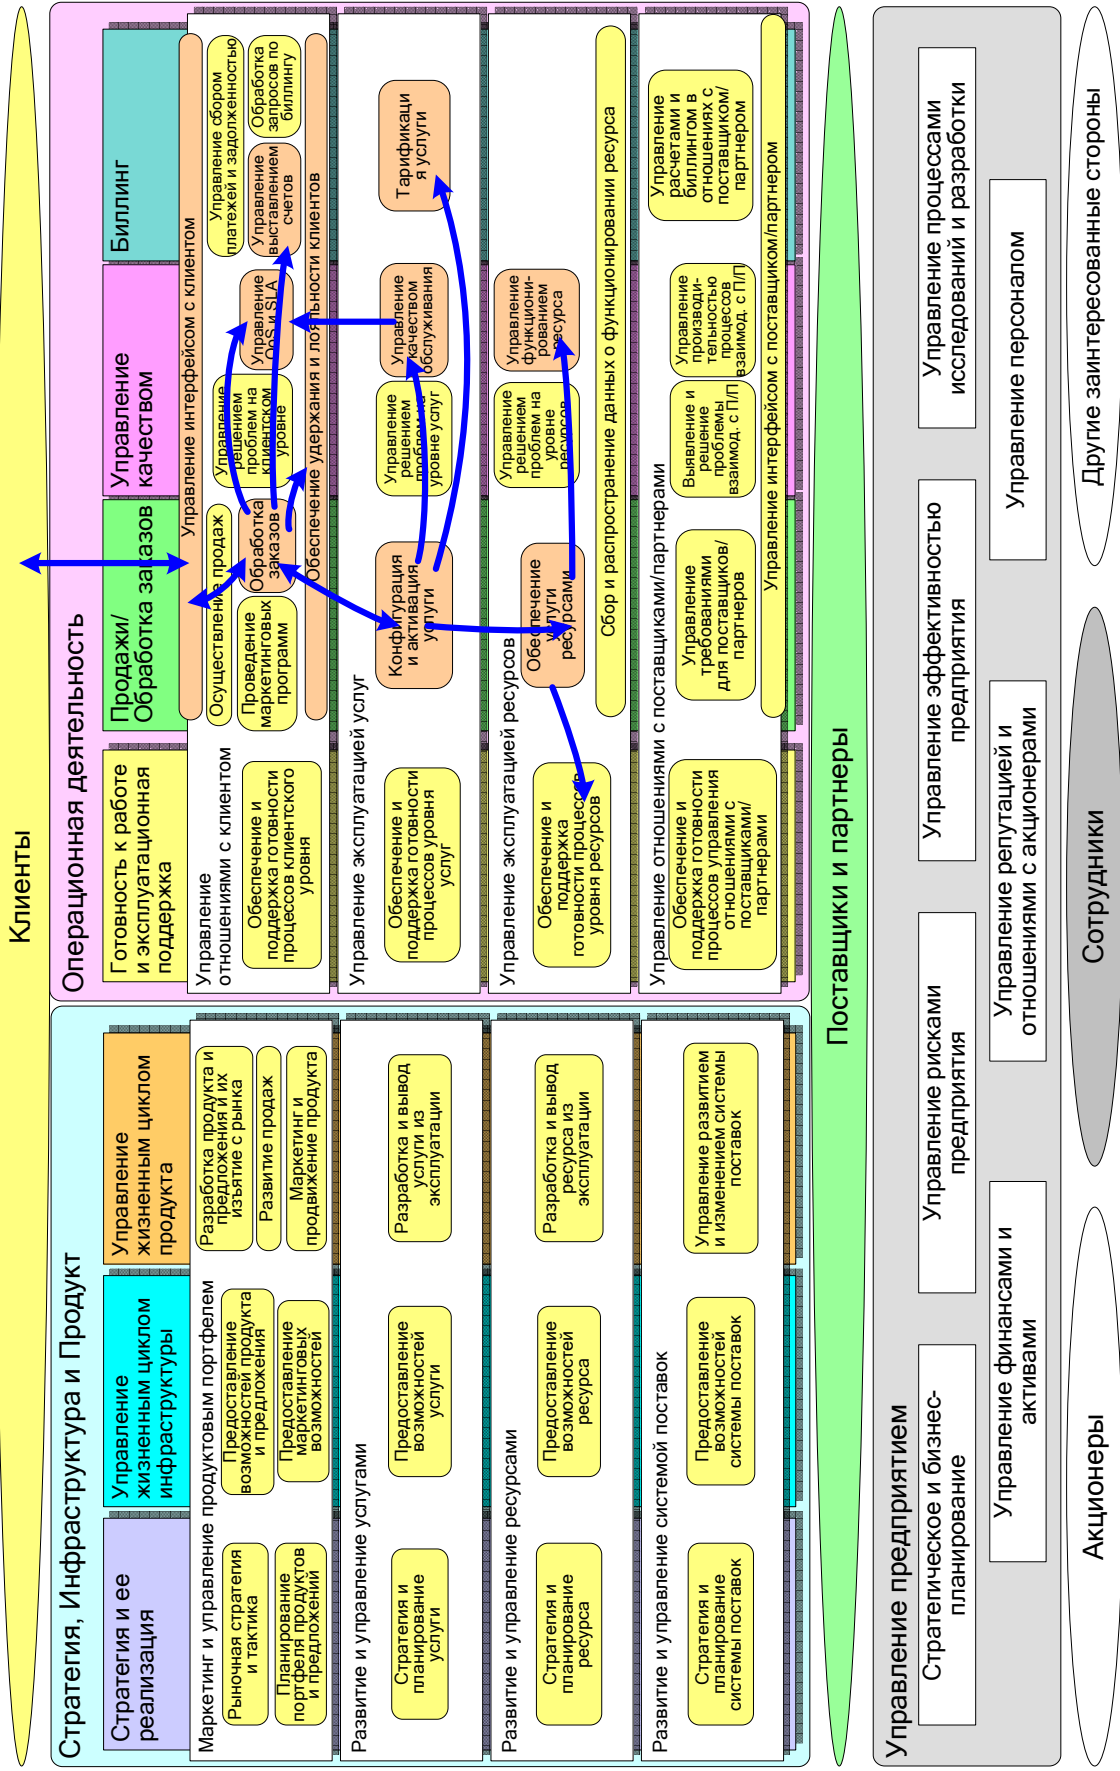 Клиенты
Стратегия, Инфраструктура и Продукт
Стратегия и ее
реализация
Управление
жизненным циклом
инфраструктуры
Управление
жизненным циклом
продукта
Маркетинг и управление продуктовым портфелем
Рыночная стратегия
и тактика
Планирование
портфеля продуктов
и предложений
Предоставление
возможностей продукта
и предложения
Предоставление
маркетинговых
возможностей
Разработка продукта и
предложения и их
изъятие с рынка
Развитие продаж
Маркетинг и
продвижение продукта
Развитие и управление услугами
Стратегия и
планирование
услуги
Предоставление
возможностей
услуги
Разработка и вывод
услуги из
эксплуатации
Развитие и управление ресурсами
Стратегия и
планирование
ресурса
Предоставление
возможностей
ресурса
Разработка и вывод
ресурса из
эксплуатации
Развитие и управление системой поставок
Стратегия и
планирование
системы поставок
Предоставление
возможностей
системы поставок
Управление развитием
и изменением системы
поставок
Операционная деятельность
Готовность к работе
и эксплуатационная
поддержка
Продажи/
Обработка заказов
Управление
качеством
Биллинг
Управление
отношениями с клиентом
Управление интерфейсом с клиентом
Обеспечение и
поддержка готовности
процессов клиентского
уровня
Осуществление продаж
Проведение
маркетинговых
программ
Обработка
заказов
Управление
решением
проблем на
клиентском
уровне
Управление
QoS и SLA
Управление сбором
платежей и задолженностью
Управление
выставлением
счетов
Обработка
запросов по
биллингу
Обеспечение удержания и лояльности клиентов
Управление эксплуатацией услуг
Обеспечение и
поддержка готовности
процессов уровня
услуг
Конфигурация
и активация
услуги
Управление
решением
проблем на
уровне услуг
Управление
качеством
обслуживания
Тарификаци
я услуги
Управление эксплуатацией ресурсов
Обеспечение и
поддержка
готовности процессов
уровня ресурсов
Обеспечение
услуги
ресурсами
Управление
решением
проблем на
уровне
ресурсов
Управление
функциони-
рованием
ресурса
Сбор и распространение данных о функционировании ресурса
Управление отношениями с поставщиками/партнерами
Обеспечение и
поддержка готовности
процессов управления
отношениями с
поставщиками/
партнерами
Управление
требованиями
для поставщиков/
партнеров
Выявление и
решение
проблемы
взаимод. с П/П
Управление
производи-
тельностью
процессов
взаимод. с П/П
Управление
расчетами и
биллингом в
отношениях с
поставщиком/
партнером
Управление интерфейсом с поставщиком/партнером
Поставщики и партнеры
Управление предприятием
Стратегическое и бизнес-
планирование
Управление рисками
предприятия
Управление эффективностью
предприятия
Управление процессами
исследований и разработки
Управление финансами и
активами
Управление репутацией и
отношениями с акционерами
Управление персоналом
Акционеры
Сотрудники
Другие заинтересованные стороны